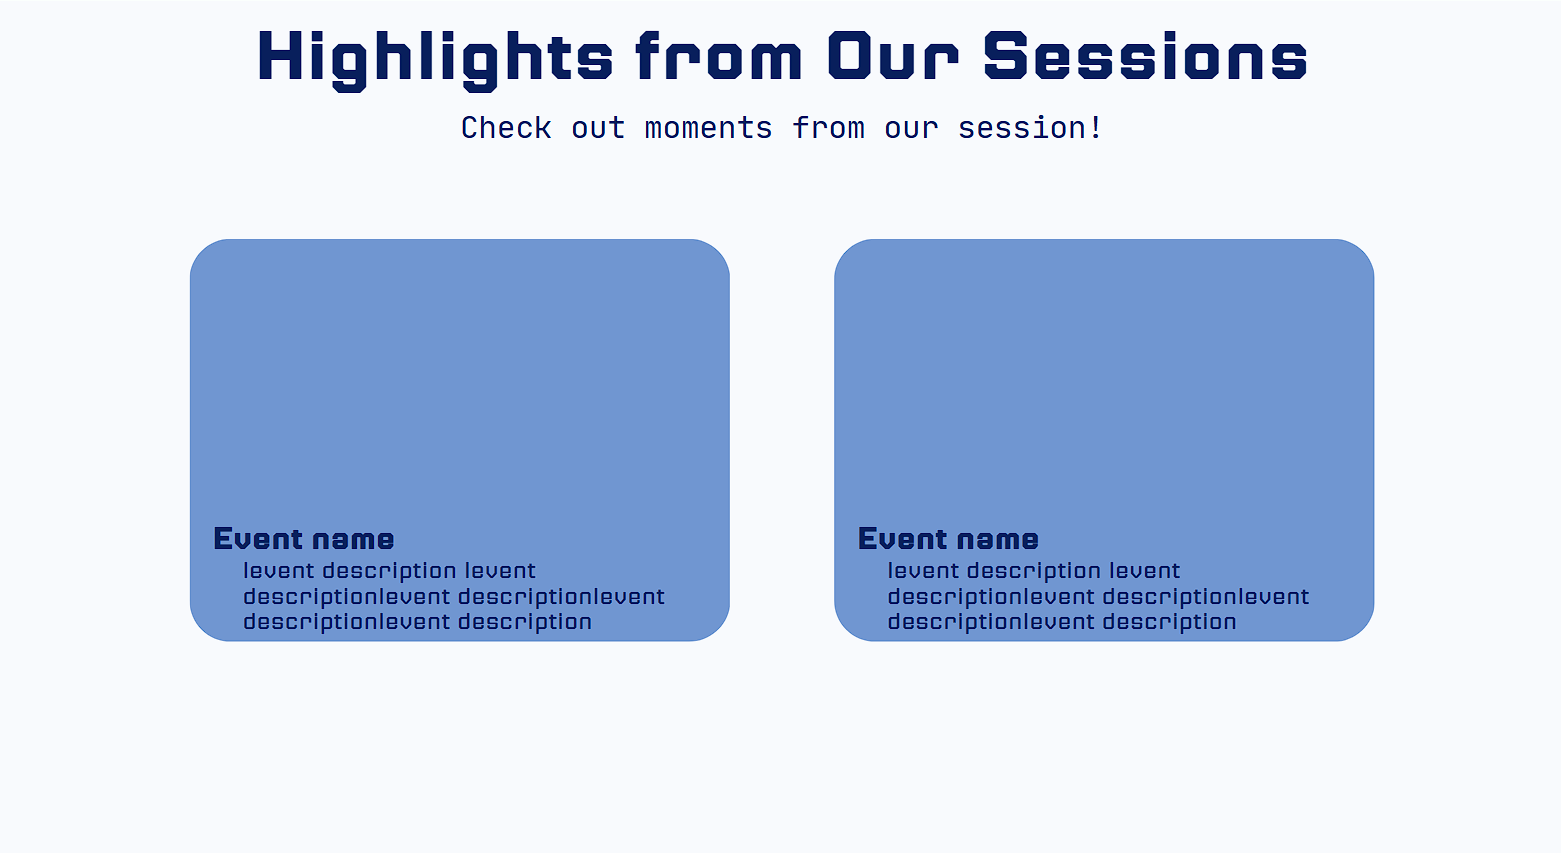 Highlights from Our Sessions
Check out moments from our session!
Event name
levent description levent
descriptionlevent descriptionlevent
descriptionlevent description
Event name
levent description levent
descriptionlevent descriptionlevent
descriptionlevent description